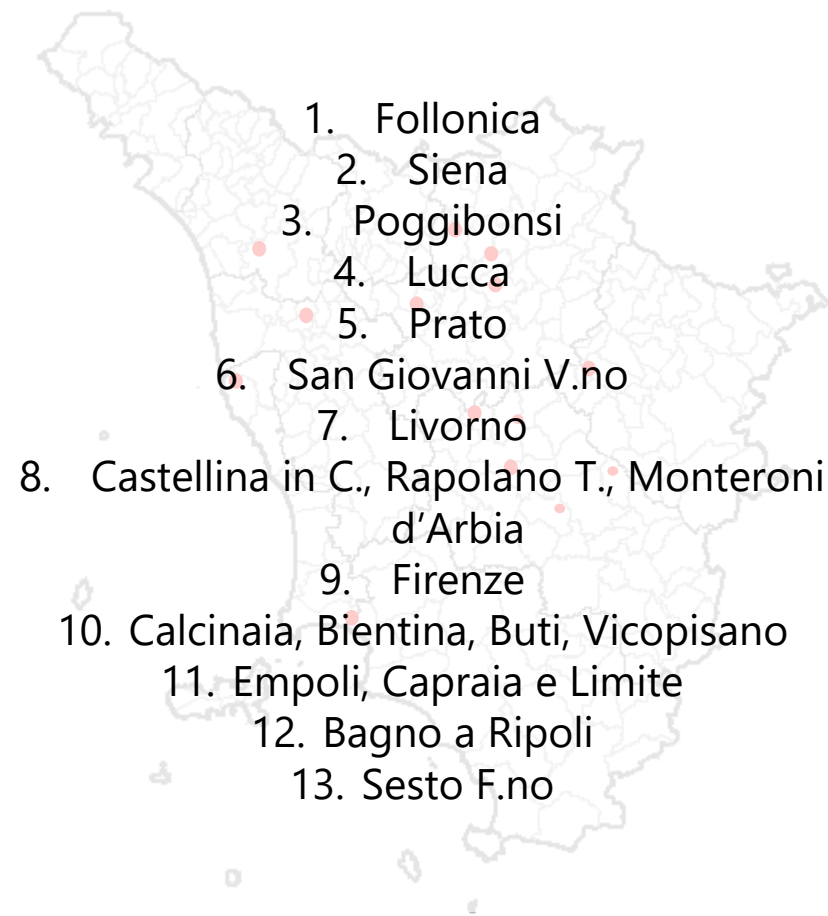 1. Follonica
2. Siena
3. Poggibonsi
4. Lucca
5. Prato
6. San Giovanni V.no
7. Livorno
8. Castellina in C., Rapolano T., Monteroni
d’Arbia
9. Firenze
10. Calcinaia, Bientina, Buti, Vicopisano
11. Empoli, Capraia e Limite
12. Bagno a Ripoli
13. Sesto F.no